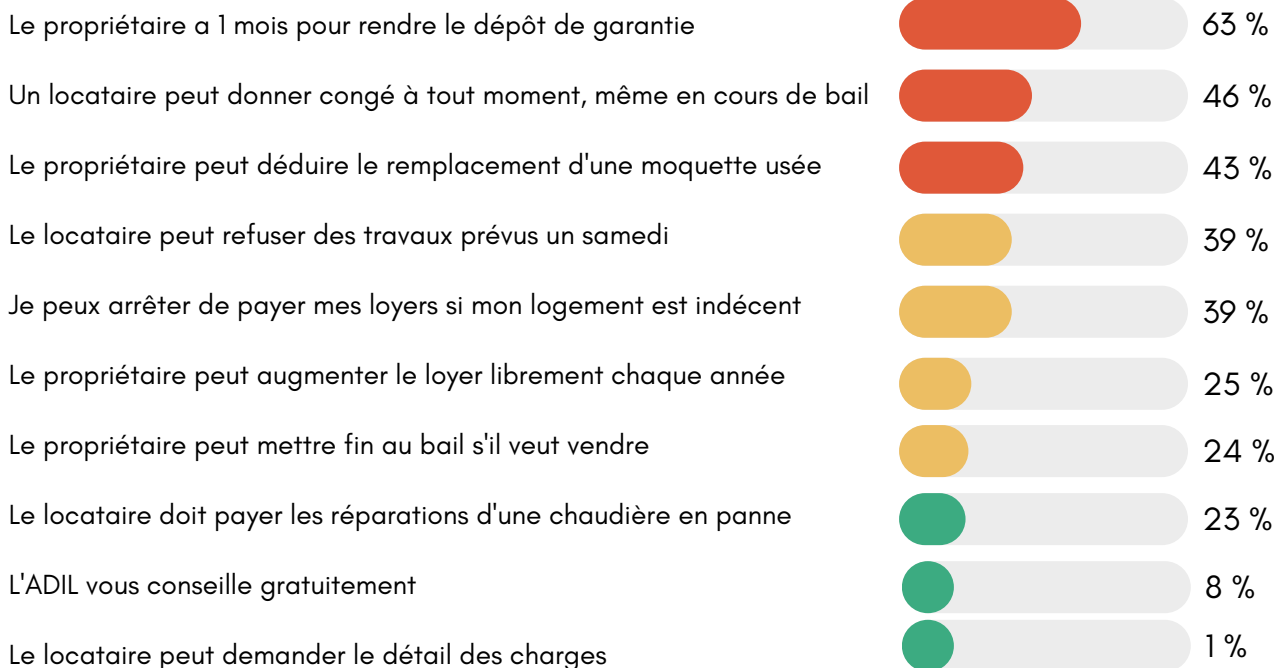 Le propriétaire a 1 mois pour rendre le dépôt de garantie 63 %
Un locataire peut donner congé à tout moment, même en cours de bail 46 %
Le propriétaire peut déduire le remplacement d'une moquette usée 43 %
Le locataire peut refuser des travaux prévus un samedi 39 %
Je peux arrêter de payer mes loyers si mon logement est indécent 39 %
Le propriétaire peut augmenter le loyer librement chaque année 25 %
Le propriétaire peut mettre fin au bail s'il veut vendre 24 %
Le locataire doit payer les réparations d'une chaudière en panne 23 %
L'ADIL vous conseille gratuitement 8 %
Le locataire peut demander le détail des charges 1 %